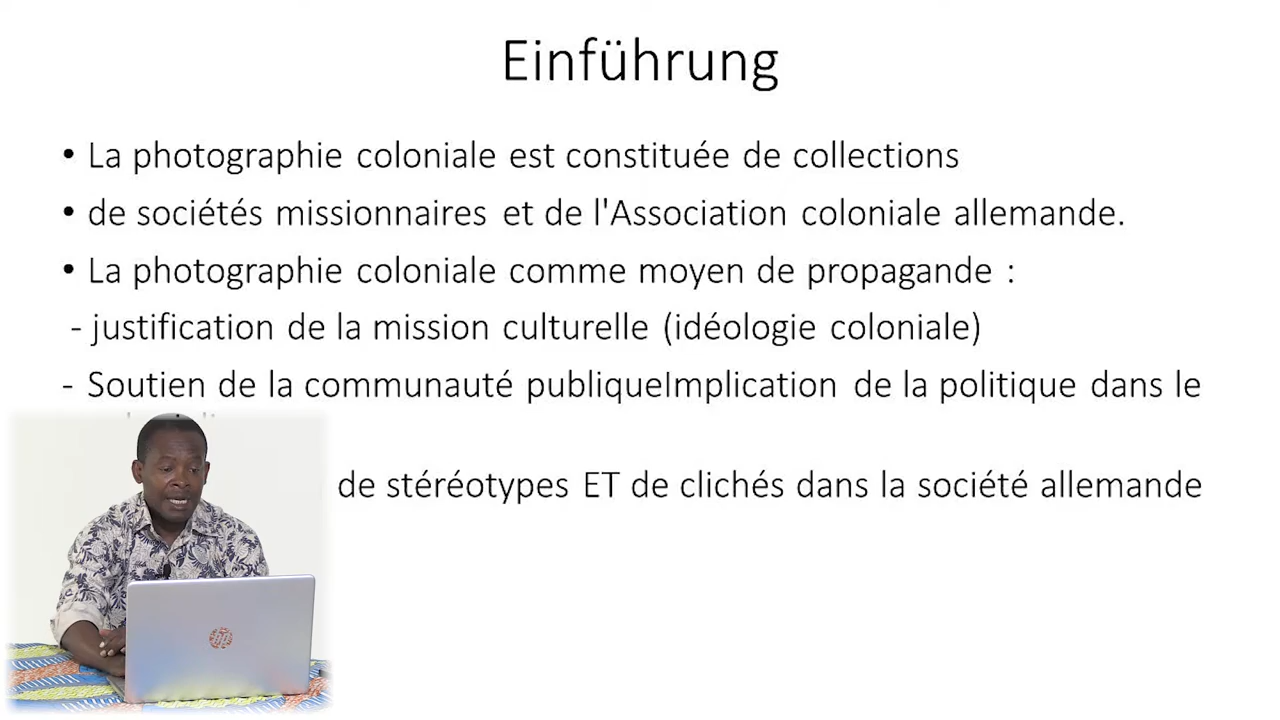 Einführung
• La photographie coloniale est constituée de collections
• de sociétés missionnaires et de l'Association coloniale allemande.
• La photographie coloniale comme moyen de propagande :
- justification de la mission culturelle (idéologie coloniale)
- Soutien de la communauté publiqueImplication de la politique dans le
de stéréotypes ET de clichés dans la société allemande
hp